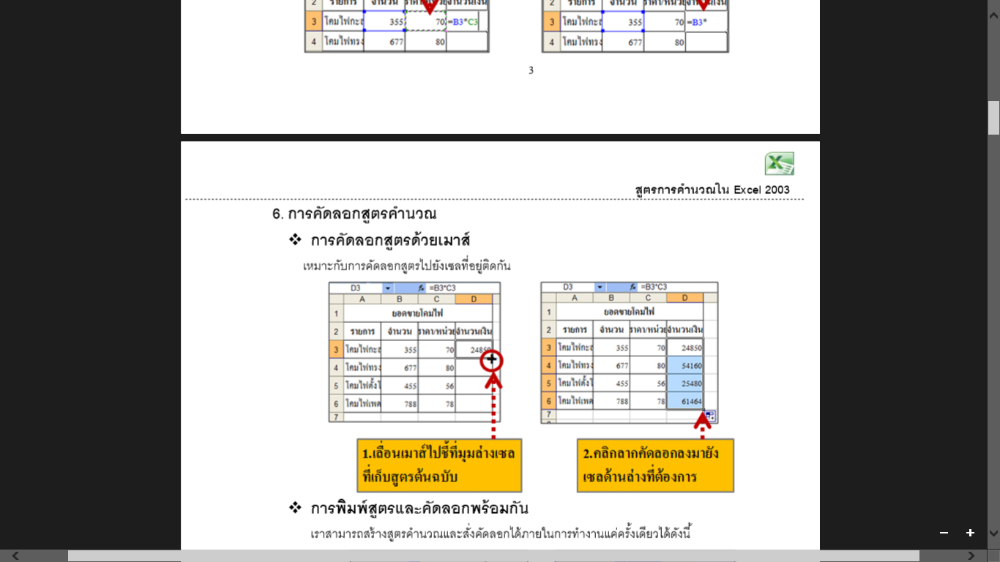 2 รายการ จำนวน ราคา/หน่วย จำนวนเงิน
3 โคมไฟกะ 355 70 =B3*C3
4 โคมไฟทรง 677 80
2 รายการ จำนวน ราคา/หน่วย จำนวนเงิน
3 โคมไฟกะ 355 70 =B3*
4 โคมไฟทรง 677 80
3
สูตรการคำนวณใน Excel 2003
6. การคัดลอกสูตรคำนวณ
❖ การคัดลอกสูตรด้วยเมาส์
เหมาะกับการคัดลอกสูตรไปยังเซลที่อยู่ติดกัน
D3 fx =B3*C3
A B C D
1 ยอดขายโคมไฟ
2 รายการ จำนวน ราคา/หน่วย จำนวนเงิน
3 โคมไฟกะ 355 70 24850
4 โคมไฟทรง 677 80
5 โคมไฟตั้งโ 455 56
6 โคมไฟเพด 788 78
7
D3 fx =B3*C3
A B C D
1 ยอดขายโคมไฟ
2 รายการ จำนวน ราคา/หน่วย จำนวนเงิน
3 โคมไฟกะ 355 70 24850
4 โคมไฟทรง 677 80 54160
5 โคมไฟตั้งโ 455 56 25480
6 โคมไฟเพด 788 78 61464
7
1.เลื่อนเมาส์ไปชี้ที่มุมล่างเซล
ที่เก็บสูตรต้นฉบับ
2.คลิกลากคัดลอกลงมายัง
เซลด้านล่างที่ต้องการ
❖ การพิมพ์สูตรและคัดลอกพร้อมกัน
เราสามารถสร้างสูตรคำนวณและสั่งคัดลอกได้ภายในการทำงานแค่ครั้งเดียวได้ดังนี้